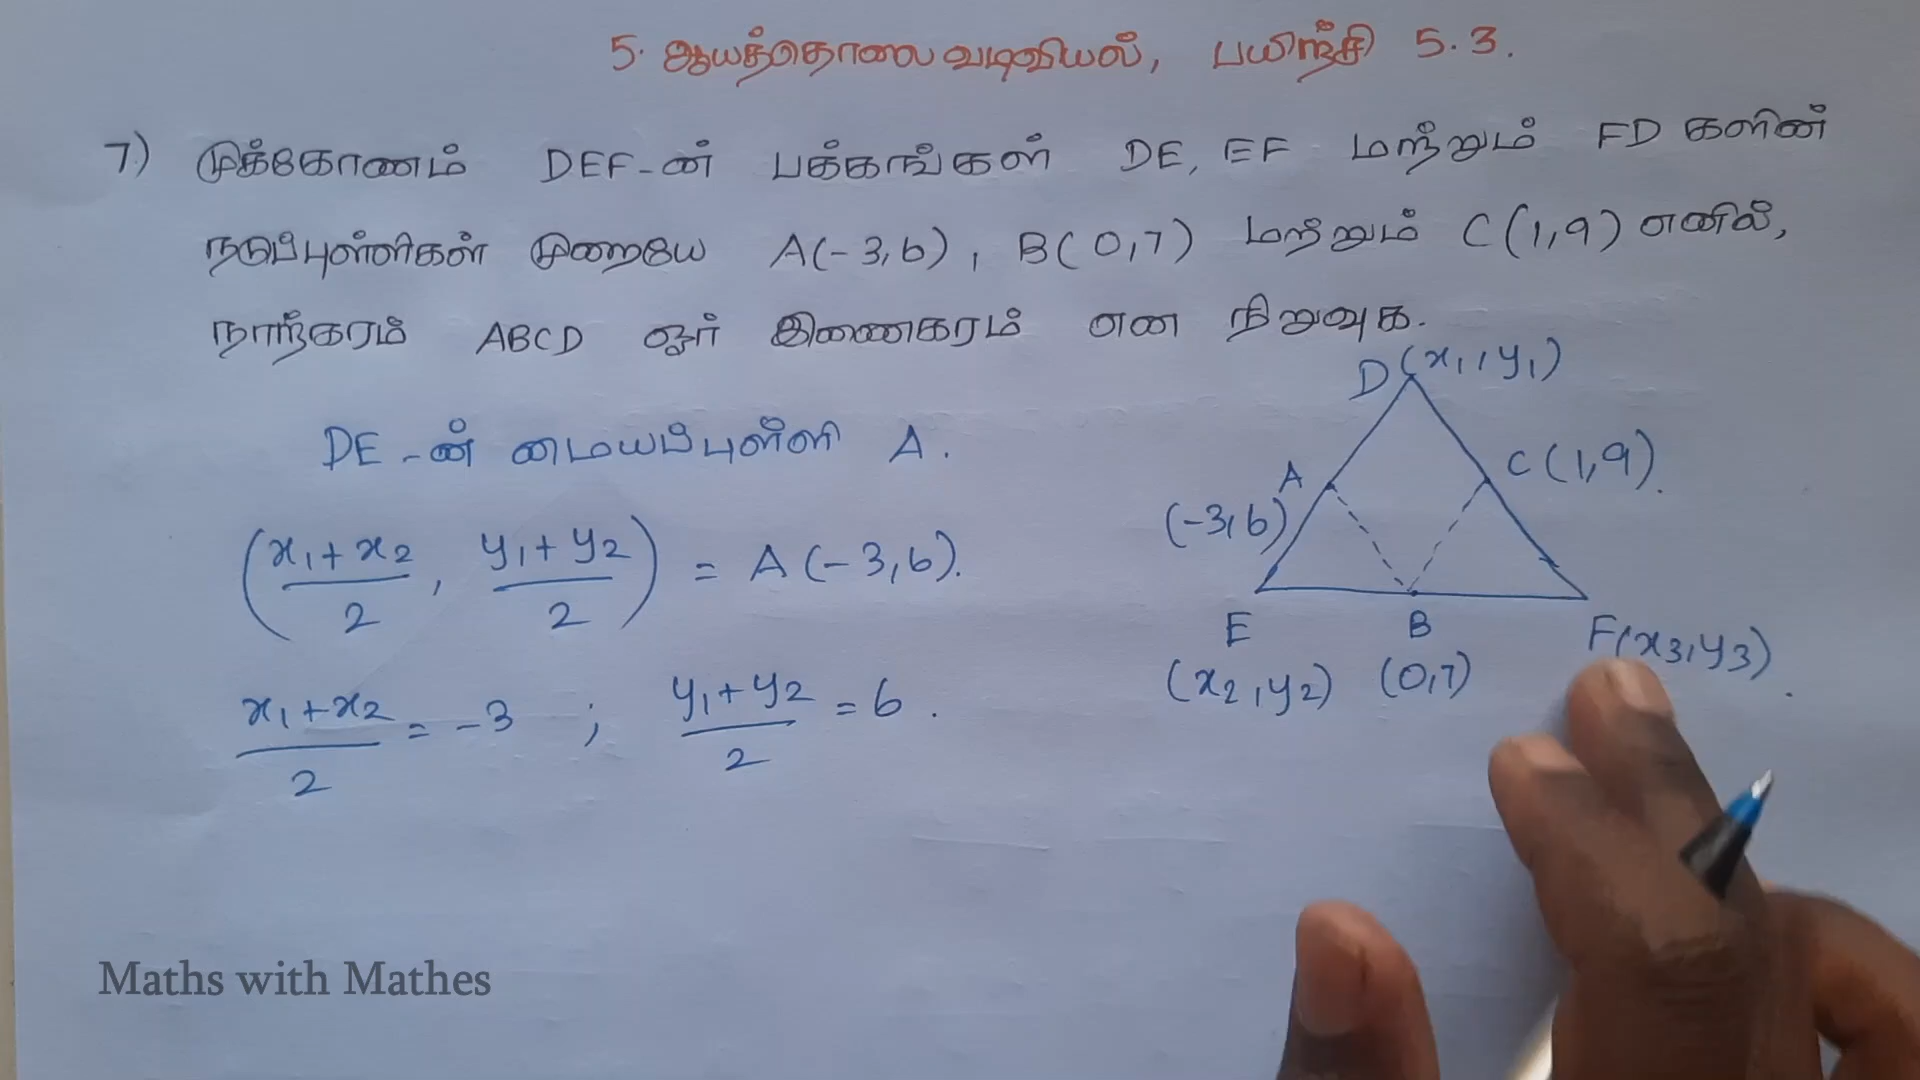 5. ஆயத்தொலை வடிவியல், பயிற்சி 5.3.
7) முக்கோணம் DEF-ன் பக்கங்கள் DE, EF மற்றும் FD களின்
நடுப்புள்ளிகள் முறையே A(-3,6), B(0,7) மற்றும் C(1,9) எனில்,
நாற்கரம் ABCD ஓர் இணைகரம் என நிறுவுக.
D(x₁, y₁)
DE-ன் மையப்புள்ளி A.
A
C(1,9).
(-3,6)
(x₁+x₂/2, y₁+y₂/2) = A(-3,6).
E B F(x₃,y₃)
(x₂,y₂) (0,7)
x₁+x₂/2 = -3 ; y₁+y₂/2 = 6.
Maths with Mathes